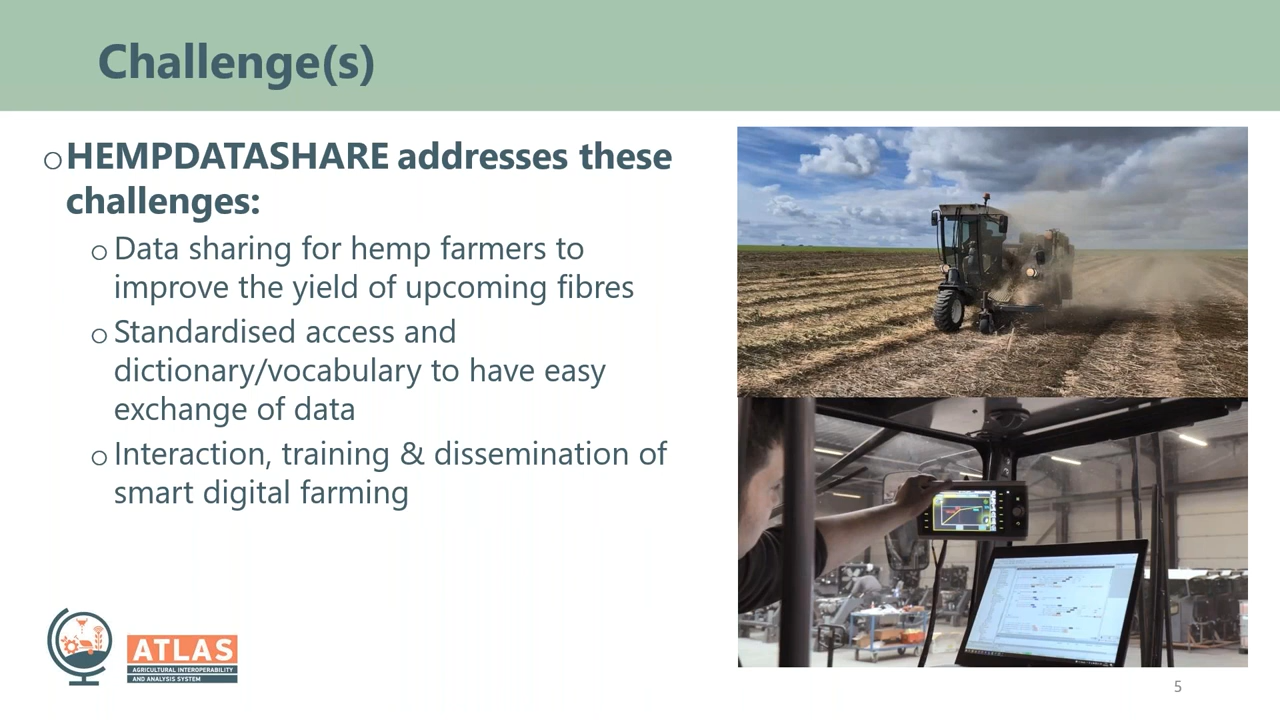 Challenge(s)
○HEMPDATASHARE addresses these
challenges:
○Data sharing for hemp farmers to
improve the yield of upcoming fibres
○Standardised access and
dictionary/vocabulary to have easy
exchange of data
○Interaction, training & dissemination of
smart digital farming
ATLAS
AGRICULTURAL INTEROPERABILITY
AND ANALYSIS SYSTEM
5